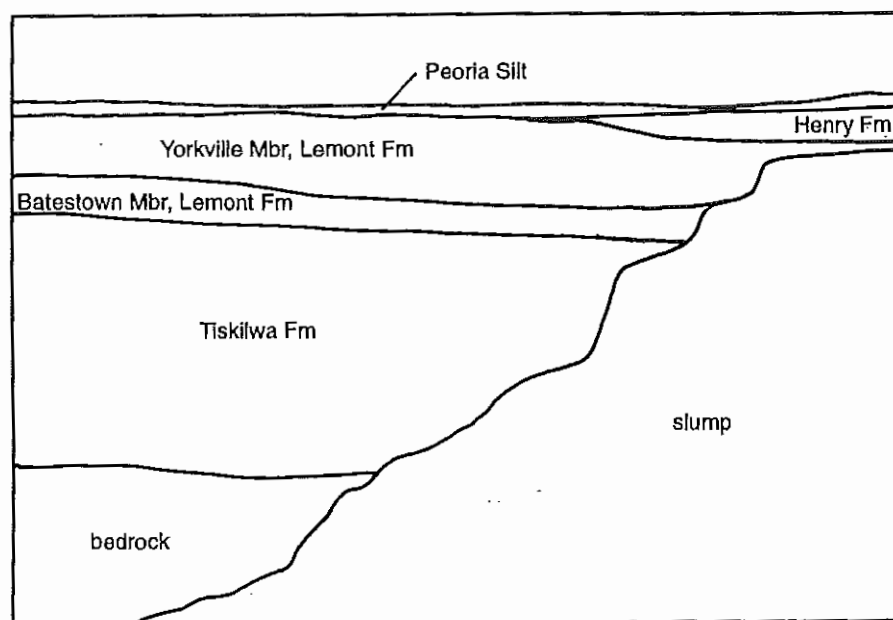 Peoria Silt
Henry Fm
Yorkville Mbr, Lemont Fm
Batestown Mbr, Lemont Fm
Tiskilwa Fm
slump
bedrock